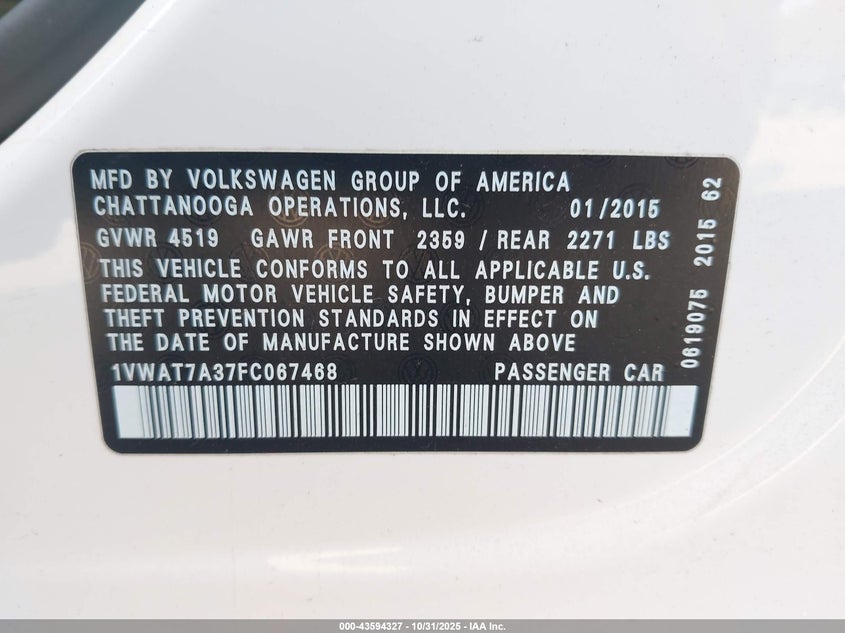 MFD BY VOLKSWAGEN GROUP OF AMERICA
CHATTANOOGA OPERATIONS, LLC. 01/2015
GVWR 4519 GAWR FRONT 2359 / REAR 2271 LBS
THIS VEHICLE CONFORMS TO ALL APPLICABLE U.S.
FEDERAL MOTOR VEHICLE SAFETY, BUMPER AND
THEFT PREVENTION STANDARDS IN EFFECT ON
THE DATE OF MANUFACTURE SHOWN ABOVE
1VWAT7A37FC067468 PASSENGER CAR
0619075 2015 62
000-43594327 - 10/31/2025 - IAA Inc.